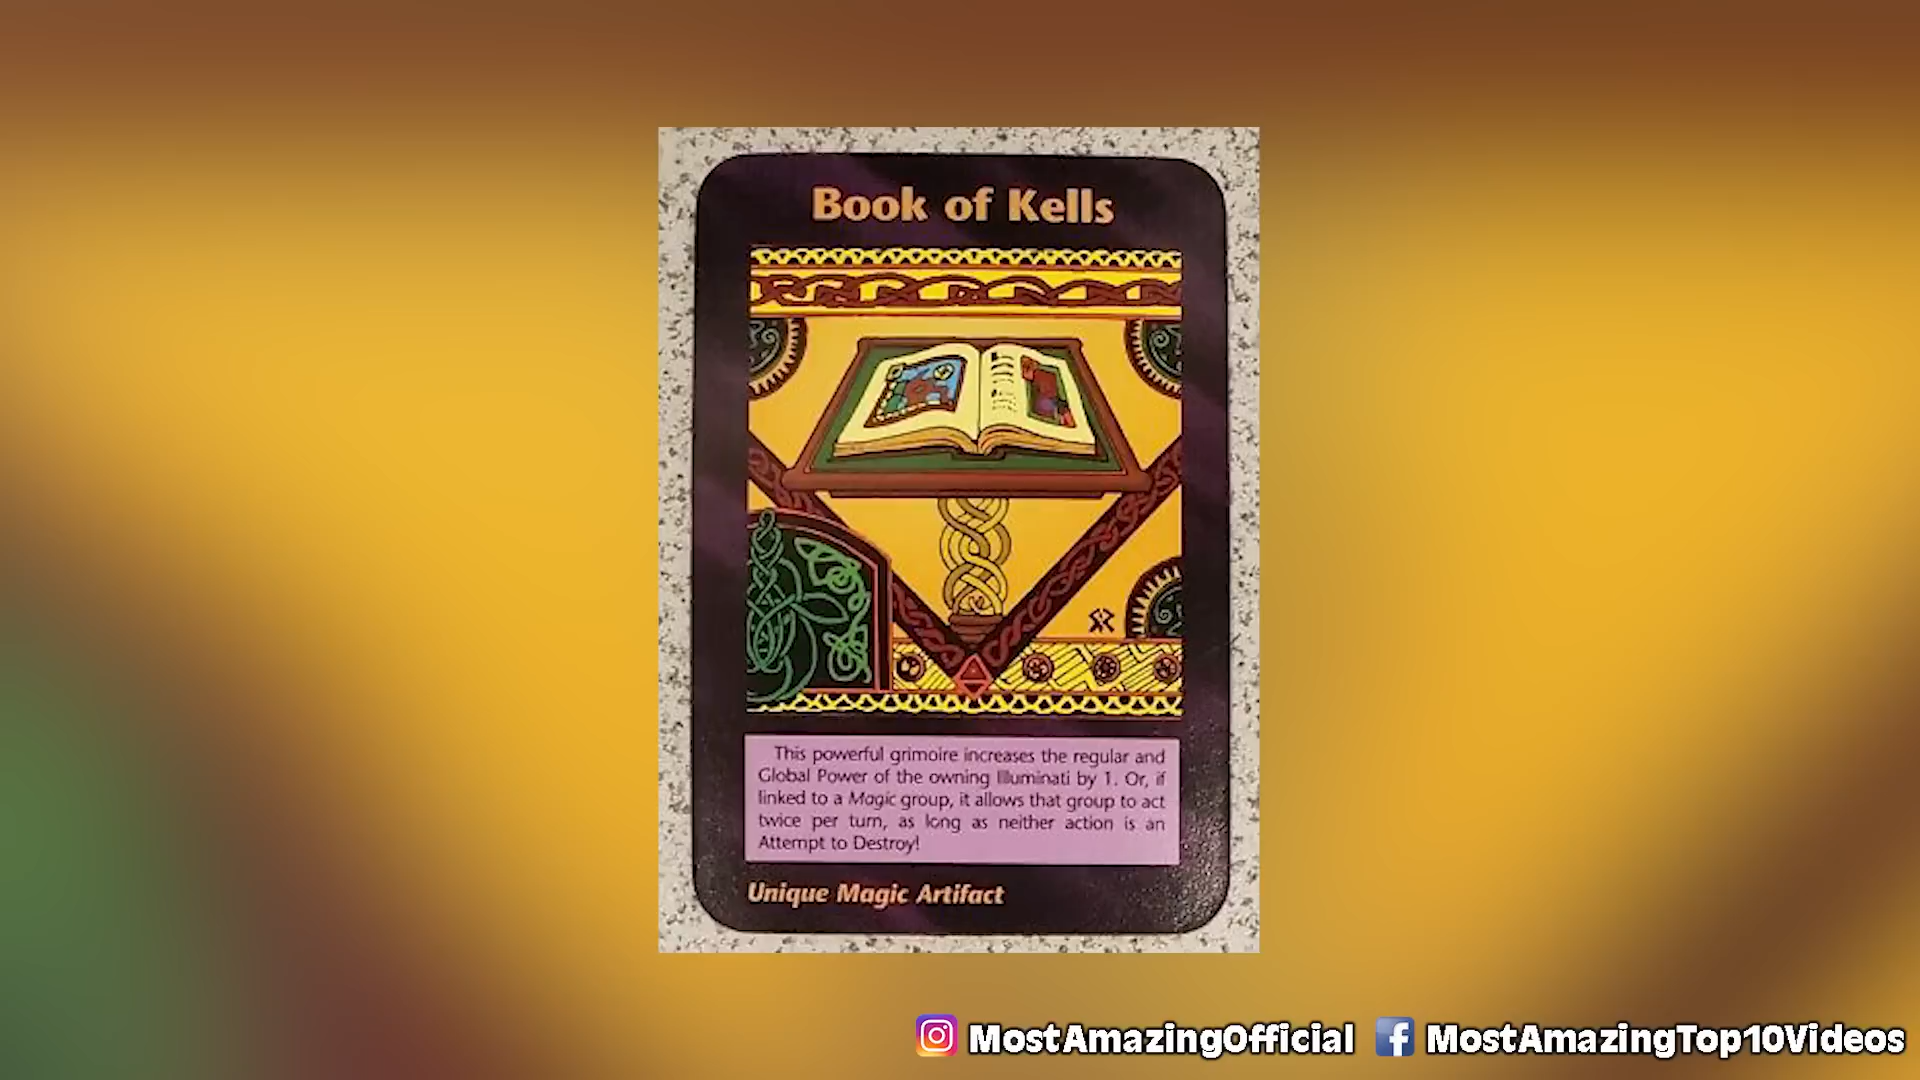 Book of Kells
This powerful grimoire increases the regular and
Global Power of the owning Illuminati by 1. Or, if
linked to a Magic group, it allows that group to act
twice per turn, as long as neither action is an
Attempt to Destroy!
Unique Magic Artifact
MostAmazingOfficial MostAmazingTop10Videos